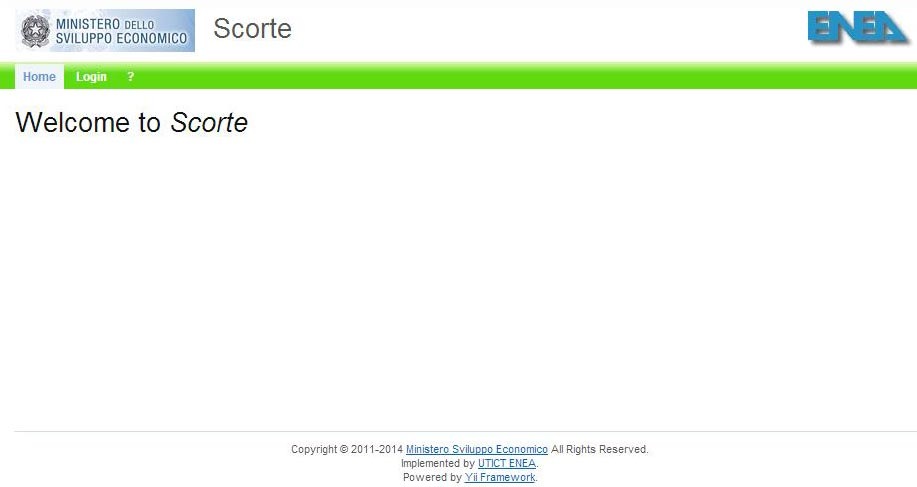 MINISTERO DELLO
SVILUPPO ECONOMICO
Scorte
ENEA
Home Login ?
Welcome to Scorte
Copyright © 2011-2014 Ministero Sviluppo Economico All Rights Reserved.
Implemented by UTICT ENEA.
Powered by Yii Framework.